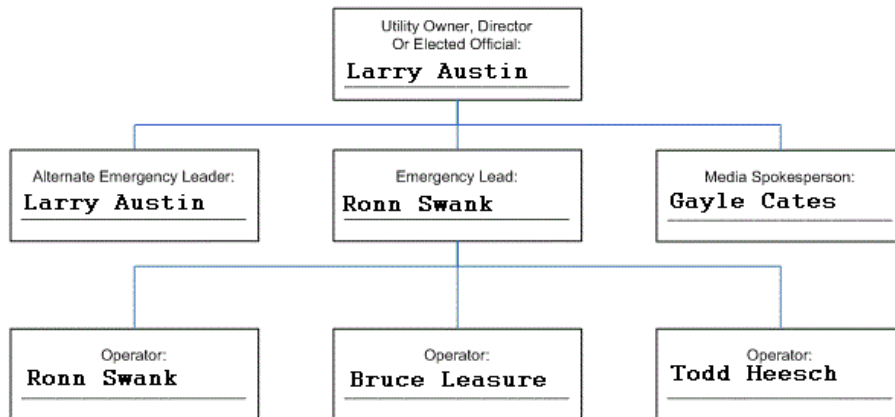 Utility Owner, Director
Or Elected Official:
Larry Austin
Alternate Emergency Leader:
Larry Austin
Emergency Lead:
Ronn Swank
Media Spokesperson:
Gayle Cates
Operator:
Ronn Swank
Operator:
Bruce Leasure
Operator:
Todd Heesch